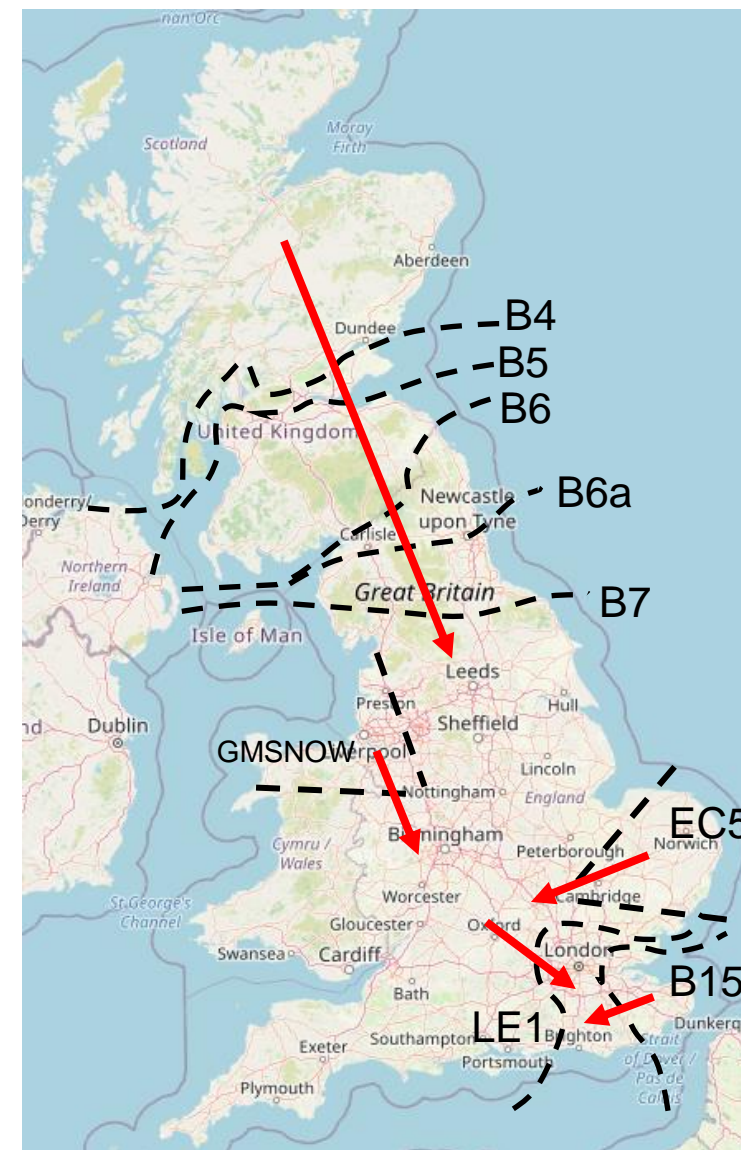 nan Orc
Moray
Firth
Scotland
Aberdeen
Dundee
B4
B5
B6
United Kingdom
onderry/
Derry
Newcastle
upon Tyne
B6a
Carlisle
Northern
Ireland
Great Britain
B7
Isle of Man
Leeds
Preston
Hull
nd
Dublin
Sheffield
GMSNOW
Liverpool
Lincoln
Nottingham
England
EC5
Norwich
Birmingham
Peterborough
Cymru /
Wales
Cambridge
Worcester
St George's
Channel
Gloucester
Oxford
Swansea
Cardiff
London
B15
Bath
LE1
Dunkerq
Southampton
Brighton
Strait
of Dover /
Pas de
Calais
Exeter
Portsmouth
Plymouth